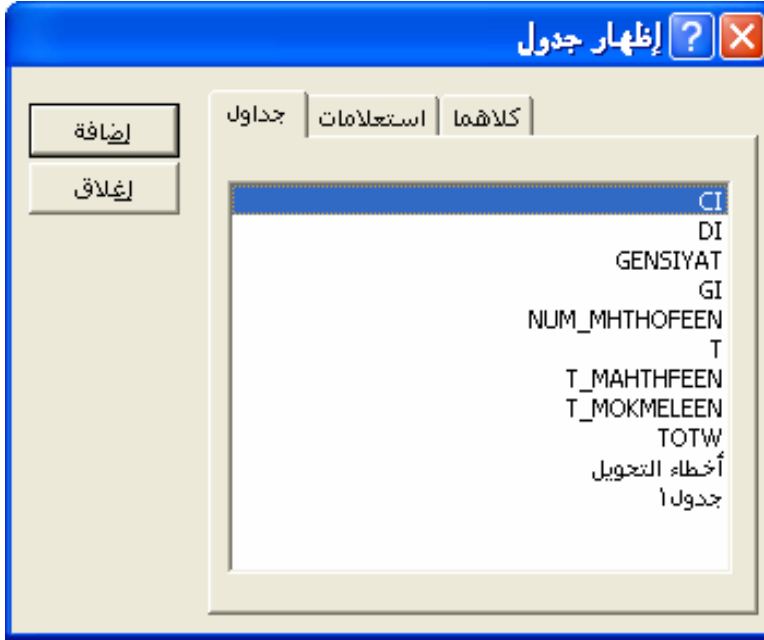 إظهار جدول
جداول استعلامات كلاهما
إضافة
إغلاق
CI
DI
GENSIYAT
GI
NUM_MHTHOFEEN
T
T_MAHTHFEEN
T_MOKMELEEN
TOTW
أخطاء التحويل
جدول١